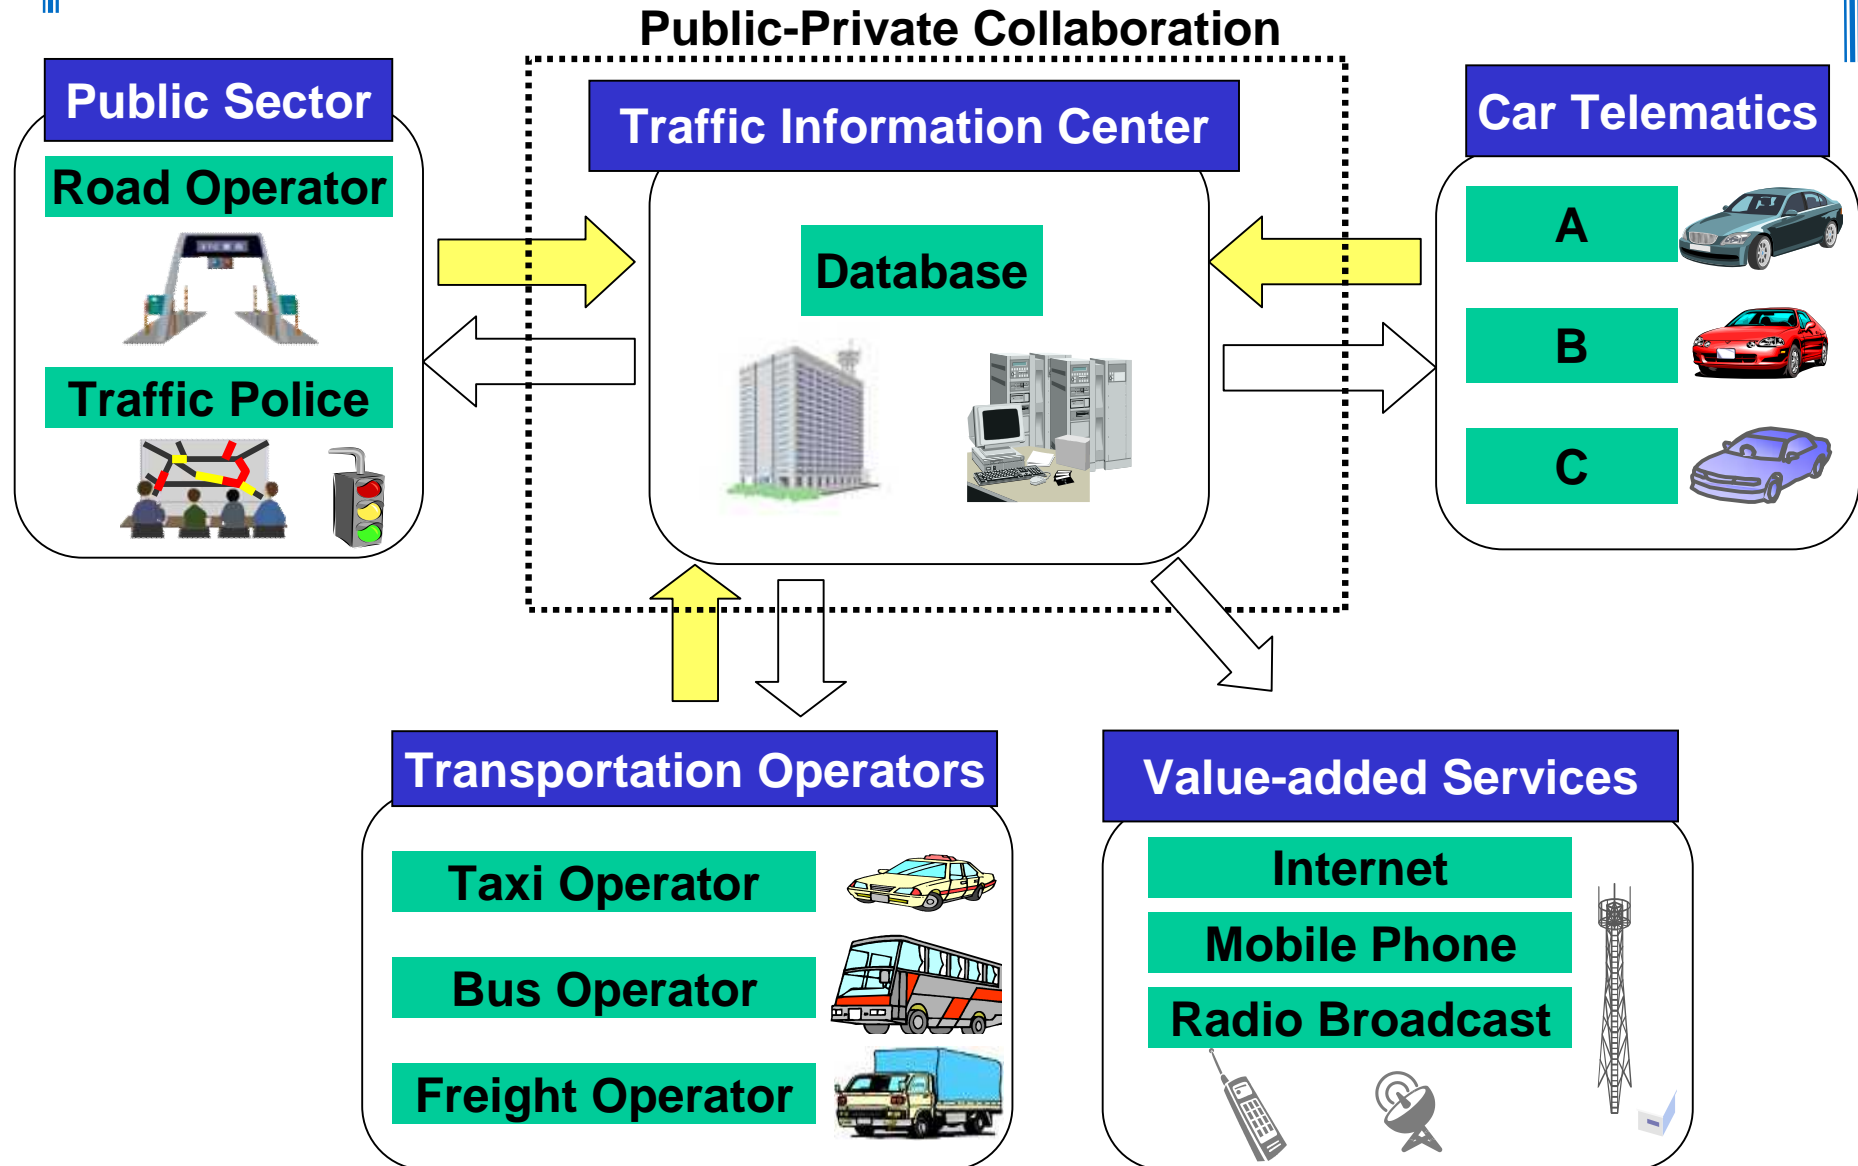 Public-Private Collaboration
Public Sector
Road Operator
Traffic Police
Traffic Information Center
Database
Car Telematics
A
B
C
Transportation Operators
Taxi Operator
Bus Operator
Freight Operator
Value-added Services
Internet
Mobile Phone
Radio Broadcast